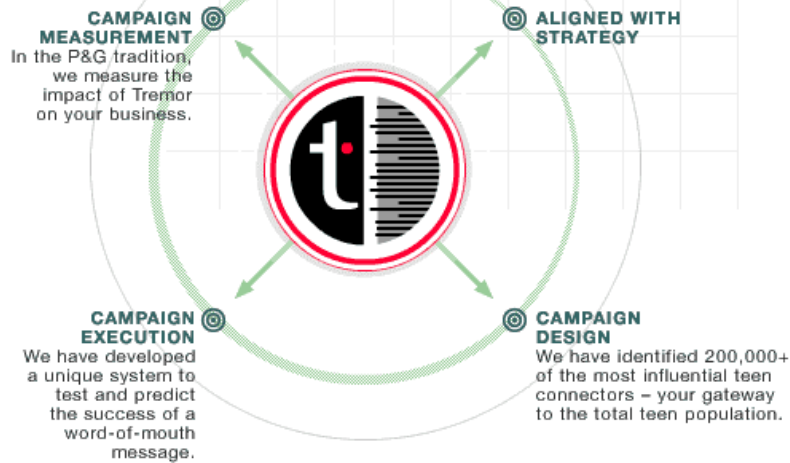 CAMPAIGN
MEASUREMENT
In the P&G tradition,
we measure the
impact of Tremor
on your business.
ALIGNED WITH
STRATEGY
t
CAMPAIGN
EXECUTION
We have developed
a unique system to
test and predict
the success of a
word-of-mouth
message.
CAMPAIGN
DESIGN
We have identified 200,000+
of the most influential teen
connectors – your gateway
to the total teen population.